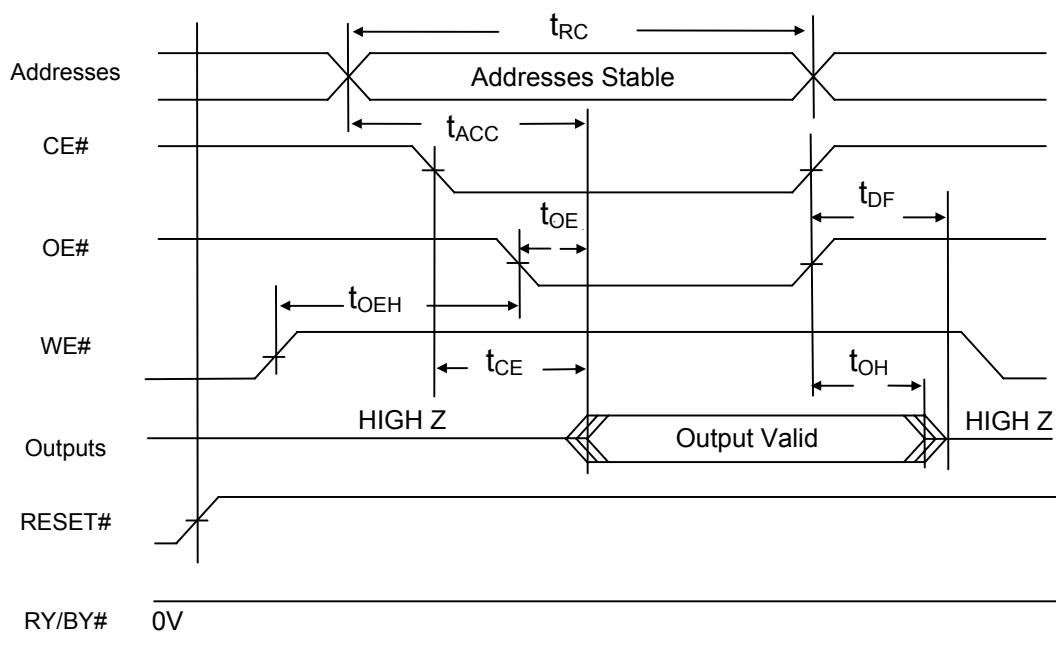 tRC
Addresses
Addresses Stable
tACC
CE#
tDF
tOE
OE#
tOEH
WE#
tCE
tOH
HIGH Z
HIGH Z
Output Valid
Outputs
RESET#
RY/BY#
0V